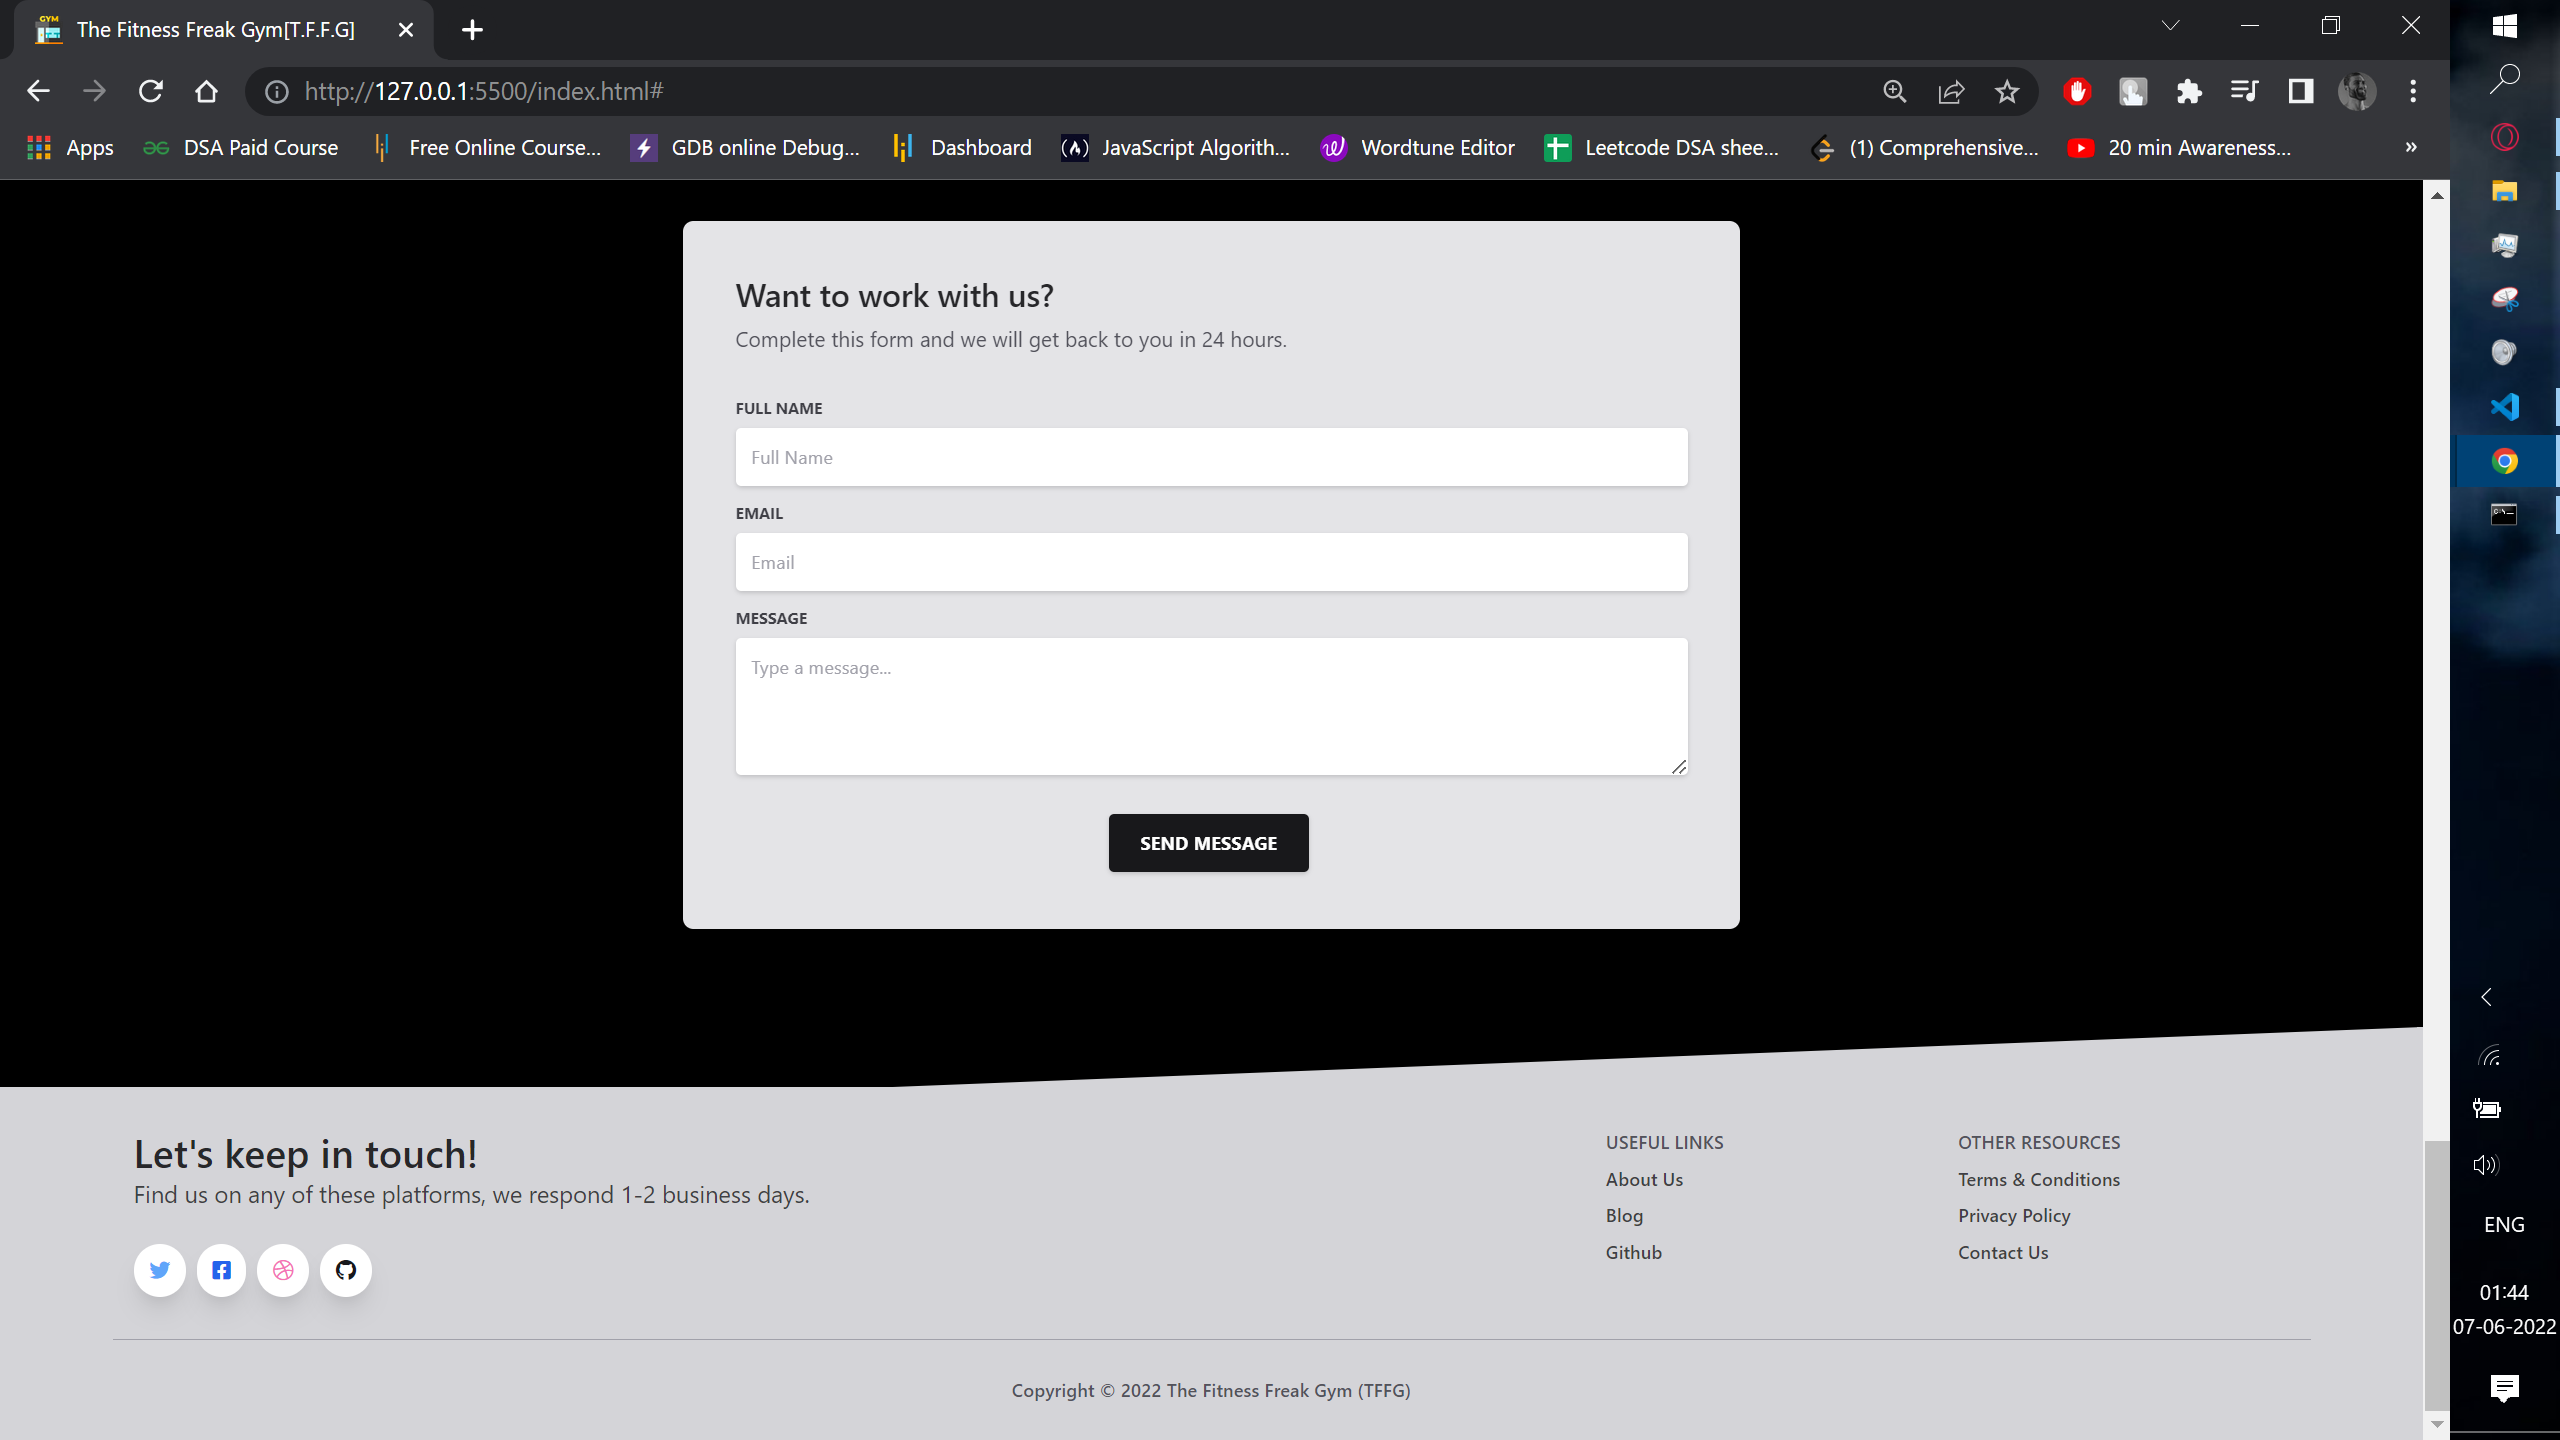 The Fitness Freak Gym[T.F.F.G]
http://127.0.0.1:5500/index.html#
Apps
DSA Paid Course
Free Online Course...
GDB online Debug...
Dashboard
JavaScript Algorith...
Wordtune Editor
Leetcode DSA shee...
(1) Comprehensive...
20 min Awareness...
»
Want to work with us?
Complete this form and we will get back to you in 24 hours.
FULL NAME
Full Name
EMAIL
Email
MESSAGE
Type a message...
SEND MESSAGE
Let's keep in touch!
Find us on any of these platforms, we respond 1-2 business days.
USEFUL LINKS
About Us
Blog
Github
OTHER RESOURCES
Terms & Conditions
Privacy Policy
Contact Us
Copyright © 2022 The Fitness Freak Gym (TFFG)
ENG
01:44
07-06-2022